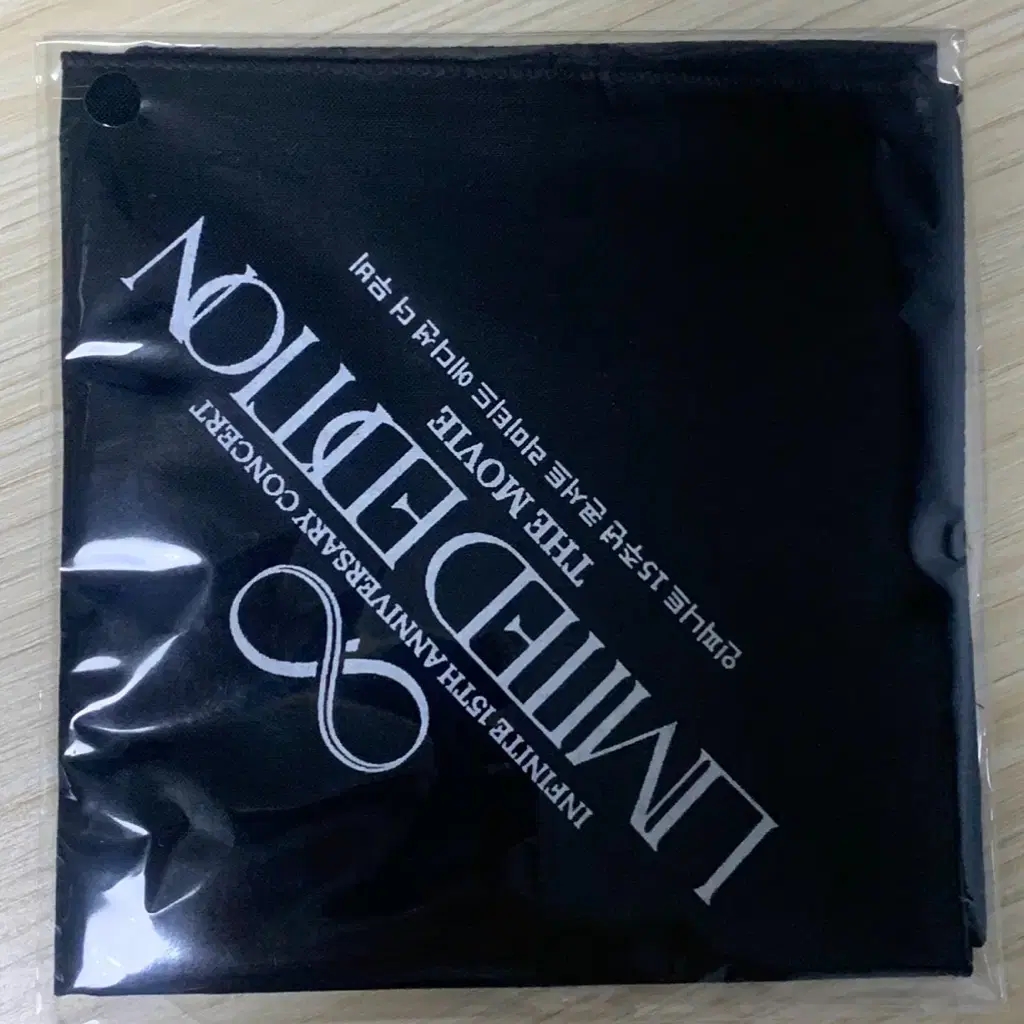 INFINITE 15TH ANNIVERSARY CONCERT
LIMITED EDITION
THE MOVIE
인피니트 15주년 콘서트 리미티드 에디션 더 무비